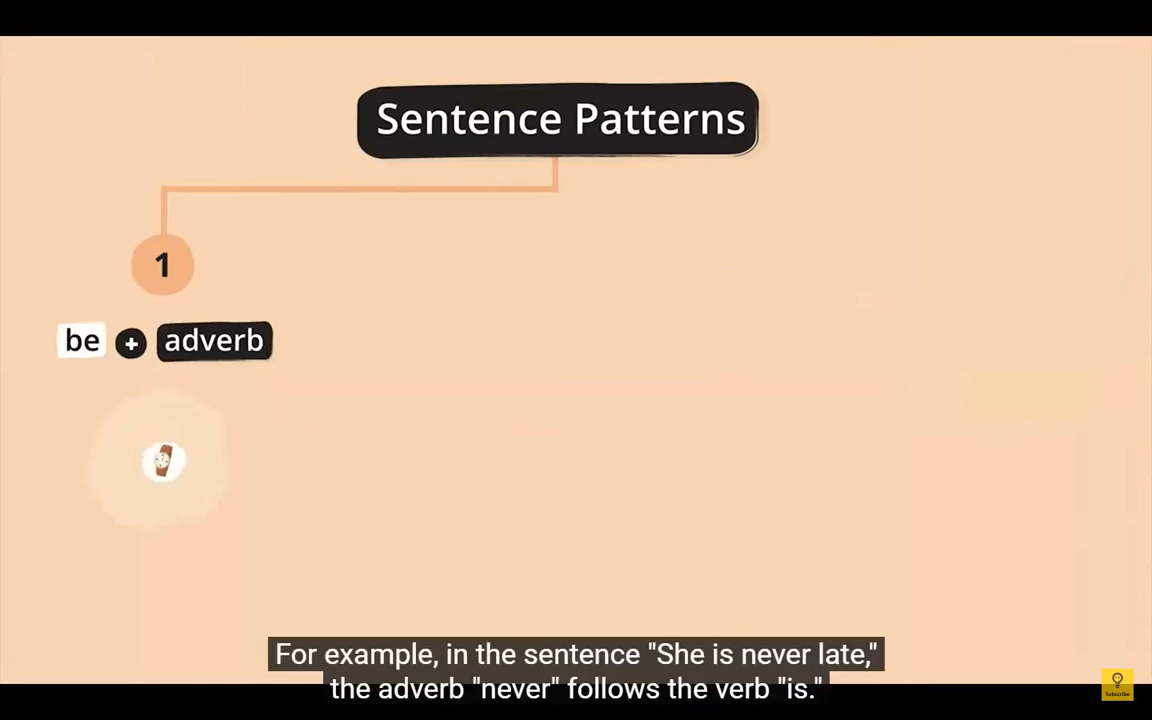 Sentence Patterns
1
be + adverb
For example, in the sentence "She is never late,"
the adverb "never" follows the verb "is."
Subscribe